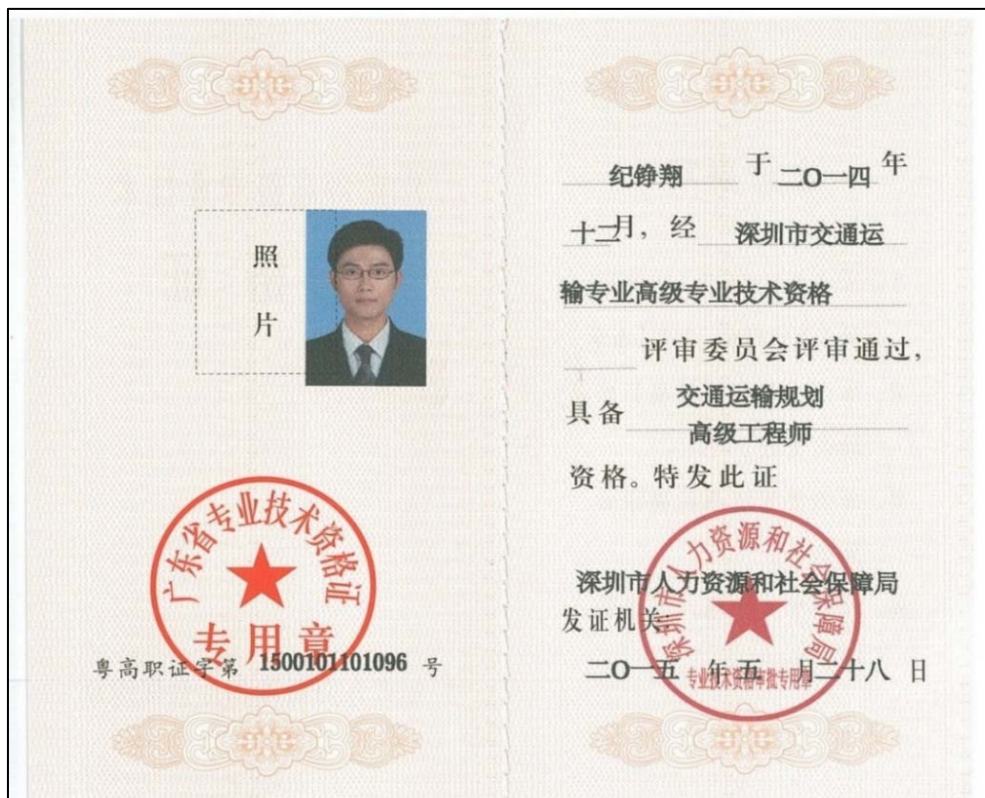 照
片
广东省专业技术资格证
专用章
粤高职证字第 1500101101096 号
纪铮翔 于 二O一四 年
十二月，经 深圳市交通运
输专业高级专业技术资格
评审委员会评审通过，
具备 交通运输规划
高级工程师
资格。特发此证
深圳市人力资源和社会保障局
深圳市人力资源和社会保障局
发证机关：
二O一五 年 五 月 二十八 日
专业技术资格审批专用章